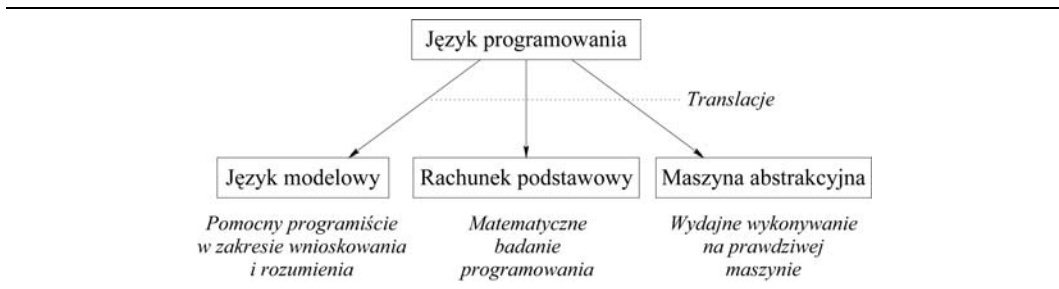 Język programowania
Translacje
Język modelowy
Rachunek podstawowy
Maszyna abstrakcyjna
Pomocny programiście
w zakresie wnioskowania
i rozumienia
Matematyczne
badanie
programowania
Wydajne wykonywanie
na prawdziwej
maszynie